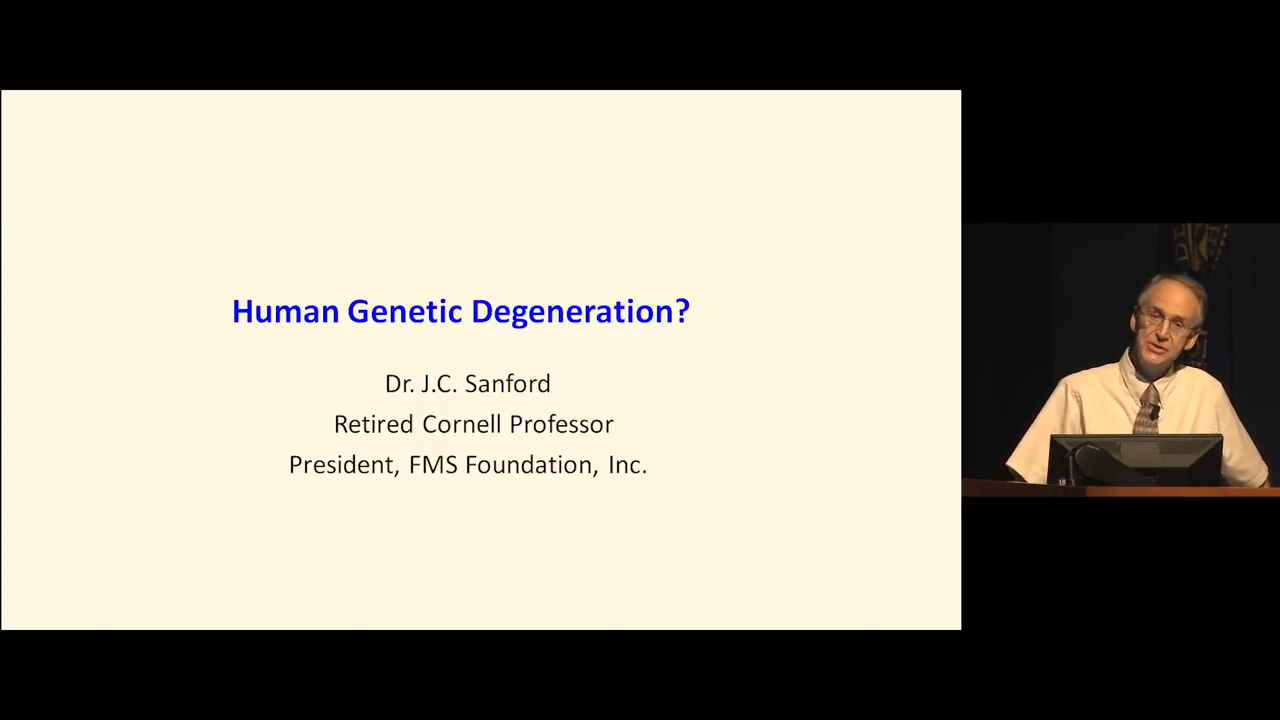 Human Genetic Degeneration?
Dr. J.C. Sanford
Retired Cornell Professor
President, FMS Foundation, Inc.